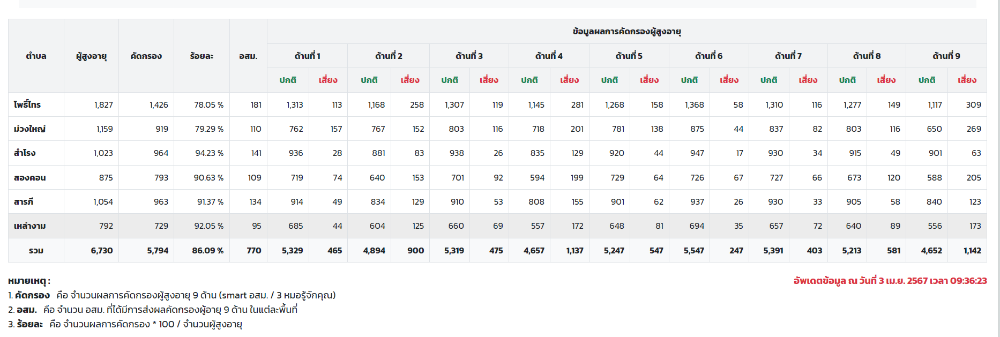 ข้อมูลผลการคัดกรองผู้สูงอายุ
ตำบล ผู้สูงอายุ คัดกรอง ร้อยละ อสม. ด้านที่ 1 ด้านที่ 2 ด้านที่ 3 ด้านที่ 4 ด้านที่ 5 ด้านที่ 6 ด้านที่ 7 ด้านที่ 8 ด้านที่ 9
ปกติ เสี่ยง ปกติ เสี่ยง ปกติ เสี่ยง ปกติ เสี่ยง ปกติ เสี่ยง ปกติ เสี่ยง ปกติ เสี่ยง ปกติ เสี่ยง ปกติ เสี่ยง
โพธิ์ไทร 1,827 1,426 78.05 % 181 1,313 113 1,168 258 1,307 119 1,145 281 1,268 158 1,368 58 1,310 116 1,277 149 1,117 309
ม่วงใหญ่ 1,159 919 79.29 % 110 762 157 767 152 803 116 718 201 781 138 875 44 837 82 803 116 650 269
สำโรง 1,023 964 94.23 % 141 936 28 881 83 938 26 835 129 920 44 947 17 930 34 915 49 901 63
สองคอน 875 793 90.63 % 109 719 74 640 153 701 92 594 199 729 64 726 67 727 66 673 120 588 205
สารภี 1,054 963 91.37 % 134 914 49 834 129 910 53 808 155 901 62 937 26 930 33 905 58 840 123
เหล่างาม 792 729 92.05 % 95 685 44 604 125 660 69 557 172 648 81 694 35 657 72 640 89 556 173
รวม 6,730 5,794 86.09 % 770 5,329 465 4,894 900 5,319 475 4,657 1,137 5,247 547 5,547 247 5,391 403 5,213 581 4,652 1,142
หมายเหตุ : อัพเดตข้อมูล ณ วันที่ 3 เม.ย. 2567 เวลา 09:36:23
1. คัดกรอง คือ จำนวนผลการคัดกรองผู้สูงอายุ 9 ด้าน (smart อสม. / 3 หมอรู้จักคุณ)
2. อสม. คือ จำนวน อสม. ที่ได้มีการส่งผลคัดกรองผู้อายุ 9 ด้าน ในแต่ละพื้นที่
3. ร้อยละ คือ จำนวนผลการคัดกรอง * 100 / จำนวนผู้สูงอายุ